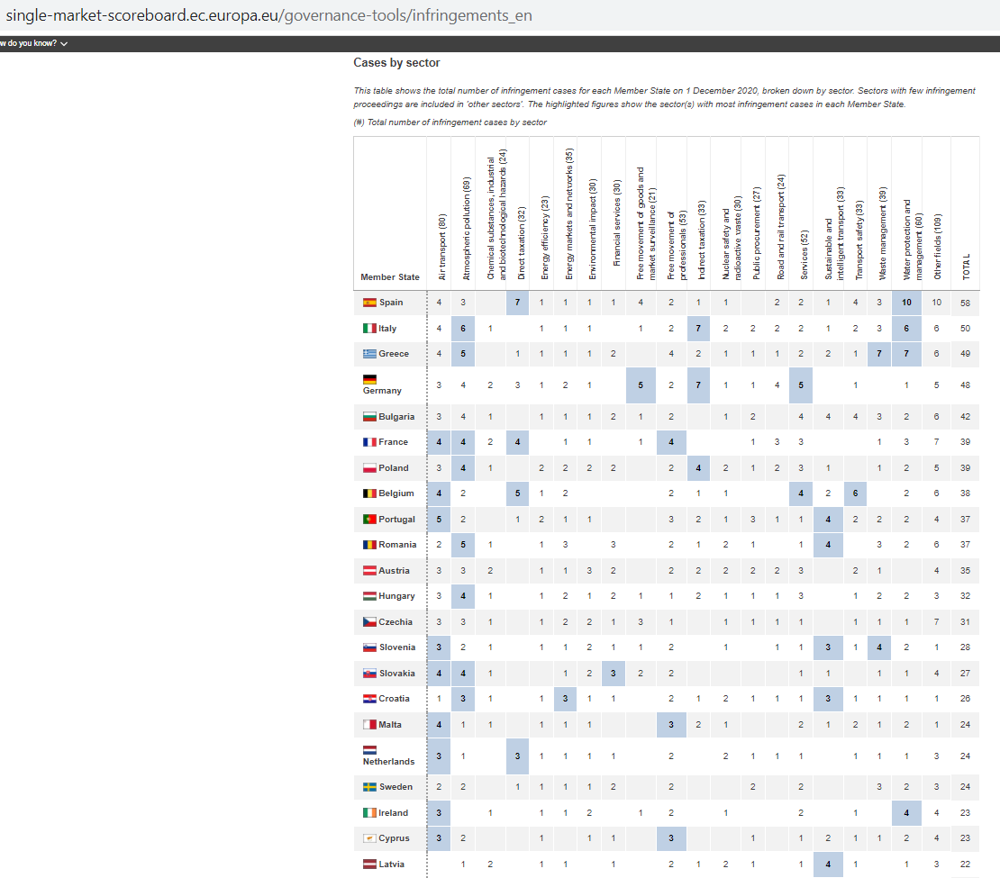 single-market-scoreboard.ec.europa.eu/governance-tools/infringements_en
w do you know?
Cases by sector
This table shows the total number of infringement cases for each Member State on 1 December 2020, broken down by sector. Sectors with few infringement
proceedings are included in 'other sectors'. The highlighted figures show the sector(s) with most infringement cases in each Member State.
(#) Total number of infringement cases by sector
Member State
Air transport (80)
Atmospheric pollution (69)
Chemical substances, industrial
and biotechnological hazards (24)
Direct taxation (32)
Energy efficiency (23)
Energy markets and networks (35)
Environmental impact (30)
Financial services (30)
Free movement of goods and
market surveillance (21)
Free movement of
professionals (53)
Indirect taxation (33)
Nuclear safety and
radioactive waste (30)
Public procurement (27)
Road and rail transport (24)
Services (52)
Sustainable and
intelligent transport (33)
Transport safety (33)
Waste management (39)
Water protection and
management (60)
Other fields (109)
TOTAL
Spain 4 3 7 1 1 1 1 4 2 1 1 2 2 1 4 3 10 10 58
Italy 4 6 1 1 1 1 1 2 7 2 2 2 2 1 2 3 6 6 50
Greece 4 5 1 1 1 1 2 4 2 1 1 1 2 2 1 7 7 6 49
Germany 3 4 2 3 1 2 1 5 2 7 1 1 4 5 1 1 5 48
Bulgaria 3 4 1 1 1 1 2 1 2 1 2 4 4 4 3 2 6 42
France 4 4 2 4 1 1 1 4 1 3 3 1 3 7 39
Poland 3 4 1 2 2 2 2 2 4 2 1 2 3 1 1 2 5 39
Belgium 4 2 5 1 2 2 1 1 4 2 6 2 6 38
Portugal 5 2 1 2 1 1 3 2 1 3 1 1 4 2 2 2 4 37
Romania 2 5 1 1 3 3 2 1 2 1 1 4 3 2 6 37
Austria 3 3 2 1 1 3 2 2 2 2 2 2 3 2 1 4 35
Hungary 3 4 1 1 2 1 2 1 1 2 1 1 1 3 1 2 2 3 32
Czechia 3 3 1 1 2 2 1 3 1 1 1 1 1 1 1 1 7 31
Slovenia 3 2 1 1 1 2 1 1 2 1 1 1 3 1 4 2 1 28
Slovakia 4 4 1 1 2 3 2 2 1 1 1 1 4 27
Croatia 1 3 1 1 3 1 1 2 1 2 1 1 1 3 1 1 1 1 26
Malta 4 1 1 1 1 1 3 2 1 2 1 2 1 2 1 24
Netherlands 3 1 3 1 1 1 1 2 2 1 1 1 1 1 1 3 24
Sweden 2 2 1 1 1 1 2 2 2 2 3 2 3 24
Ireland 3 1 1 1 2 1 2 1 2 1 4 4 23
Cyprus 3 2 1 1 1 3 1 1 2 1 1 2 4 23
Latvia 1 2 1 1 1 2 1 2 1 1 4 1 1 3 22